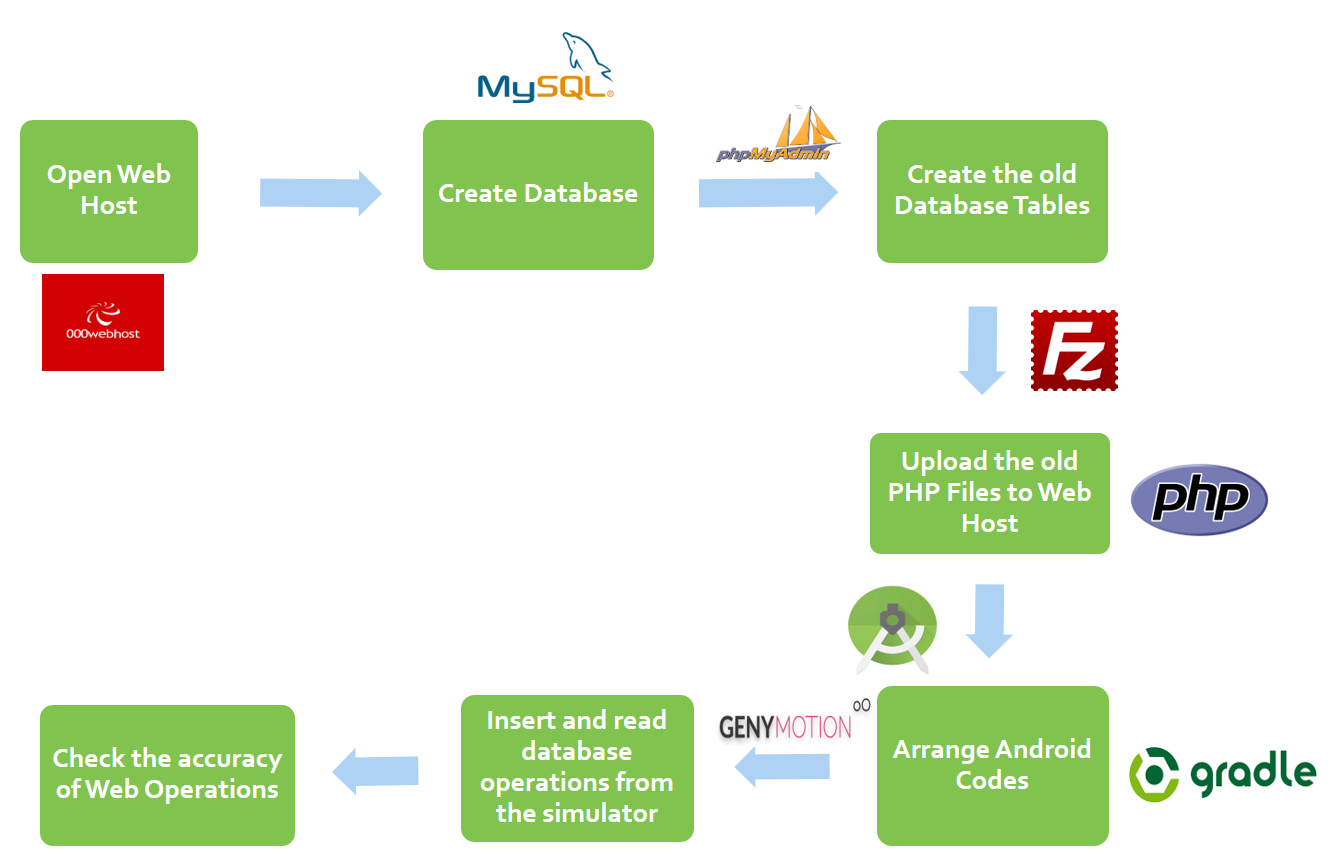 MySQL®
phpMyAdmin
Open Web
Host
Create Database
Create the old
Database Tables
000webhost
Fz
Upload the old
PHP Files to Web
Host
php
GENYMOTION
oO
Insert and read
database
operations from
the simulator
Check the accuracy
of Web Operations
Arrange Android
Codes
gradle